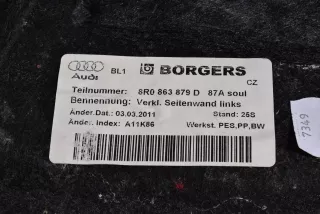 Audi BL1 BORGERS
CZ
Teilnummer: 8R0 863 879 D 87A soul
Bennennung: Verkl. Seitenwand links
Änder.Dat.: 03.03.2011 Stand: 25S
Änder. Index: A11K86 Werkst. PES,PP,BW
7349